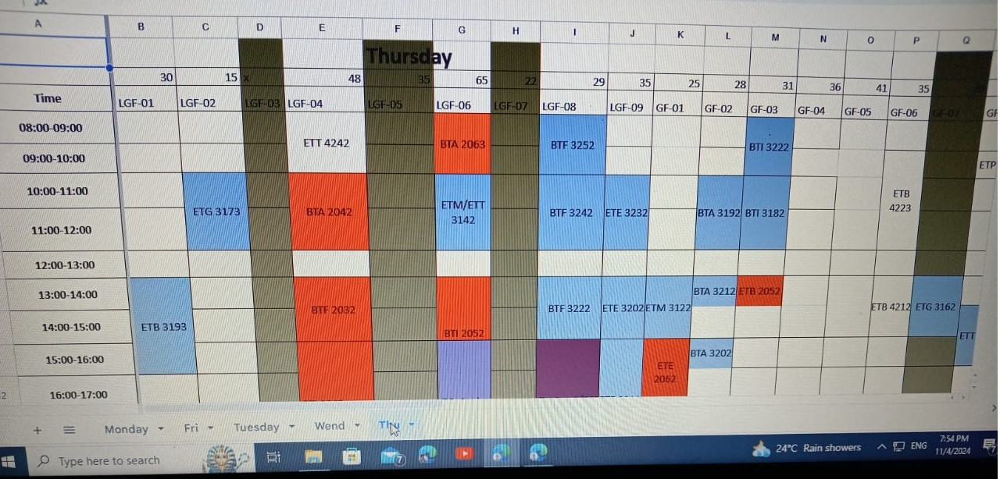 A B C D E F G H I J K L M N O P Q
Thursday
30 15 x 48 35 65 22 29 35 25 28 31 36 41 35
Time LGF-01 LGF-02 LGF-03 LGF-04 LGF-05 LGF-06 LGF-07 LGF-08 LGF-09 GF-01 GF-02 GF-03 GF-04 GF-05 GF-06 GF-07 GF
08:00-09:00
ETT 4242 BTA 2063 BTF 3252 BTI 3222
09:00-10:00
ETP
10:00-11:00
ETB
4223
ETG 3173 BTA 2042 ETM/ETT
3142
BTF 3242 ETE 3232 BTA 3192 BTI 3182
11:00-12:00
12:00-13:00
13:00-14:00 BTA 3212 ETB 2052
BTF 2032 BTF 3222 ETE 3202 ETM 3122 ETB 4212 ETG 3162
14:00-15:00 ETB 3193 BTI 2052 ETT
15:00-16:00 BTA 3202
ETE
2062
16:00-17:00
2
+ Monday Fri Tuesday Wend Thu
Type here to search
7
24°C Rain showers ENG
7:54 PM
11/4/2024
7